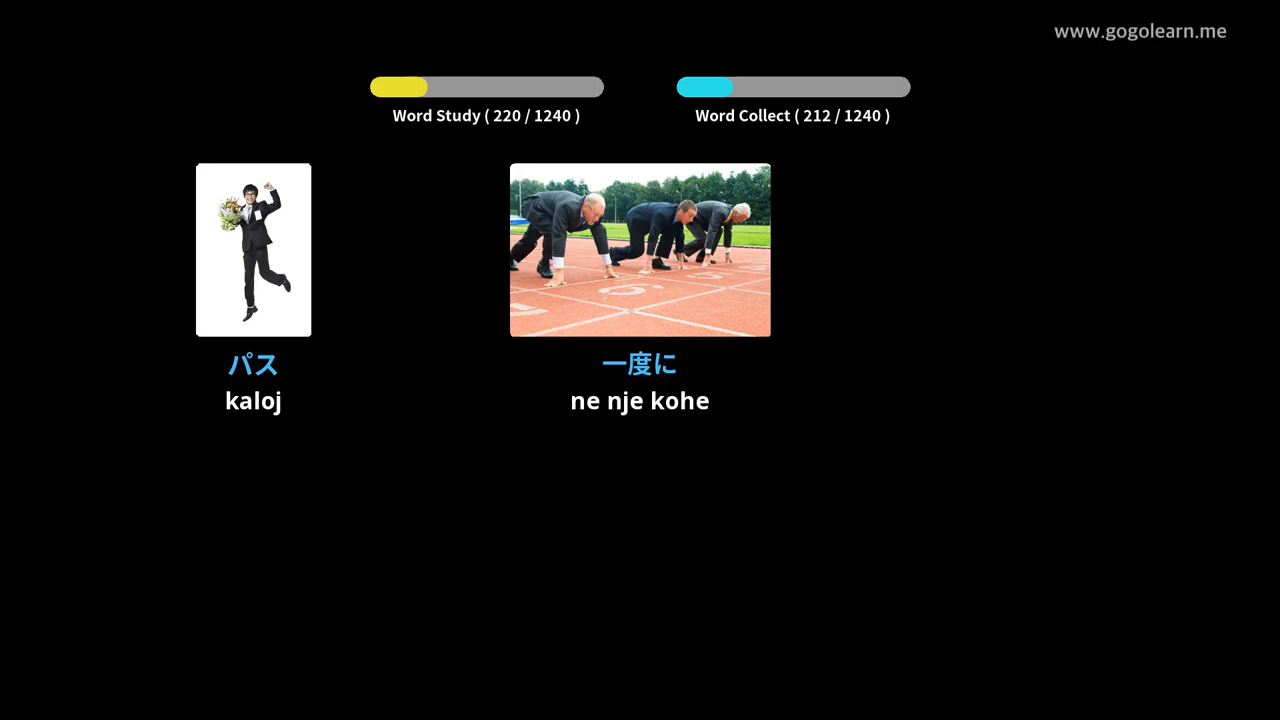 www.gogolearn.me
Word Study ( 220 / 1240 )
Word Collect ( 212 / 1240 )
パス
kaloj
一度に
ne nje kohe